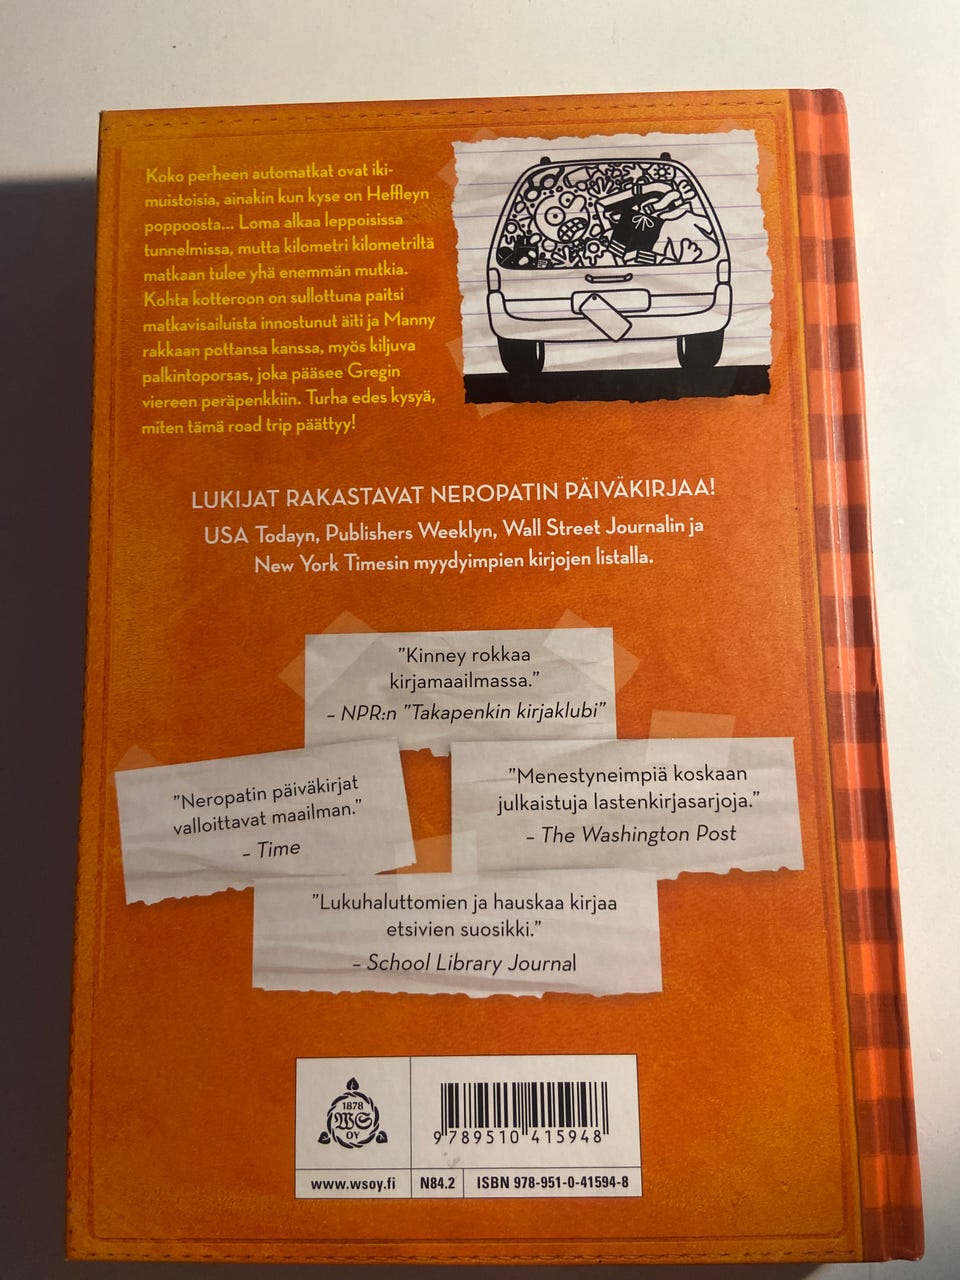 Koko perheen automatkat ovat iki-
muistoisia, ainakin kun kyse on Heffleyn
poppoosta... Loma alkaa leppoisissa
tunnelmissa, mutta kilometri kilometriltä
matkaan tulee yhä enemmän mutkia.
Kohta kotteroon on sullottuna paitsi
matkavisailuista innostunut äiti ja Manny
rakkaan pottansa kanssa, myös kiljuva
palkintoporsas, joka pääsee Gregin
viereen peräpenkkiin. Turha edes kysyä,
miten tämä road trip päättyy!
LUKIJAT RAKASTAVAT NEROPATIN PÄIVÄKIRJAA!
USA Todayn, Publishers Weeklyn, Wall Street Journalin ja
New York Timesin myydyimpien kirjojen listalla.
”Kinney rokkaa
kirjamaailmassa.”
– NPR:n ”Takapenkin kirjaklubi”
”Neropatin päiväkirjat
valloittavat maailman.”
– Time
”Menestyneimpiä koskaan
julkaistuja lastenkirjasarjoja.”
– The Washington Post
”Lukuhaluttomien ja hauskaa kirjaa
etsivien suosikki.”
– School Library Journal
1878
WS
OY
9 789510 415948
www.wsoy.fi
N84.2
ISBN 978-951-0-41594-8